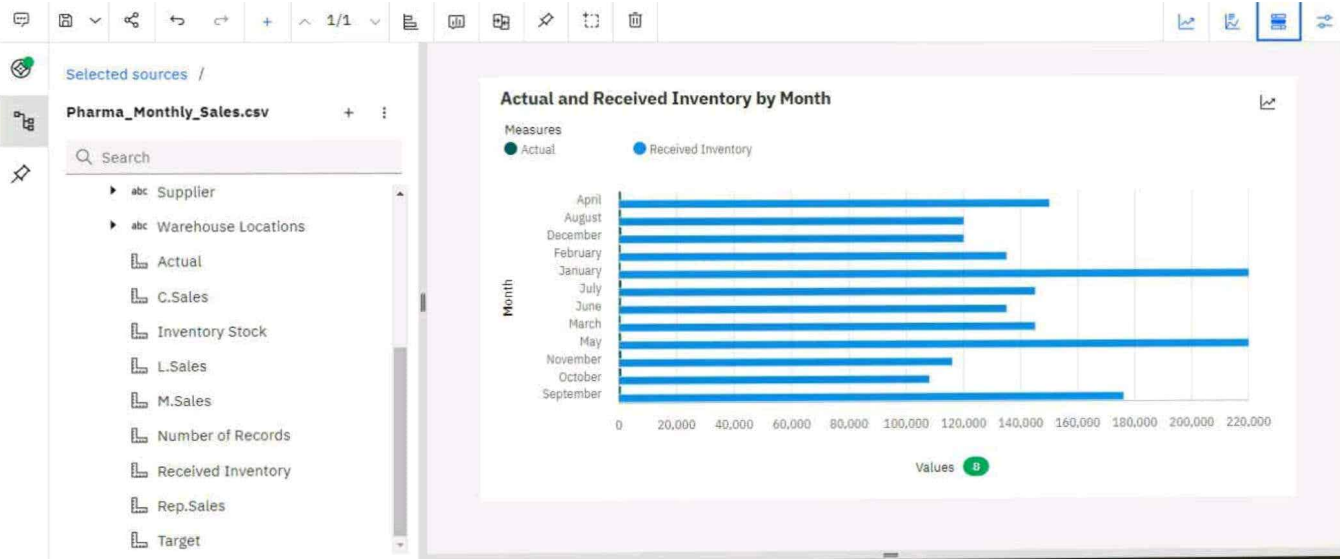 1/1
Selected sources /
Pharma_Monthly_Sales.csv
Search
abc Supplier
abc Warehouse Locations
Actual
C.Sales
Inventory Stock
L.Sales
M.Sales
Number of Records
Received Inventory
Rep.Sales
Target
Actual and Received Inventory by Month
Measures
Actual Received Inventory
Month
April
August
December
February
January
July
June
March
May
November
October
September
0 20,000 40,000 60,000 80,000 100,000 120,000 140,000 160,000 180,000 200,000 220,000
Values 8